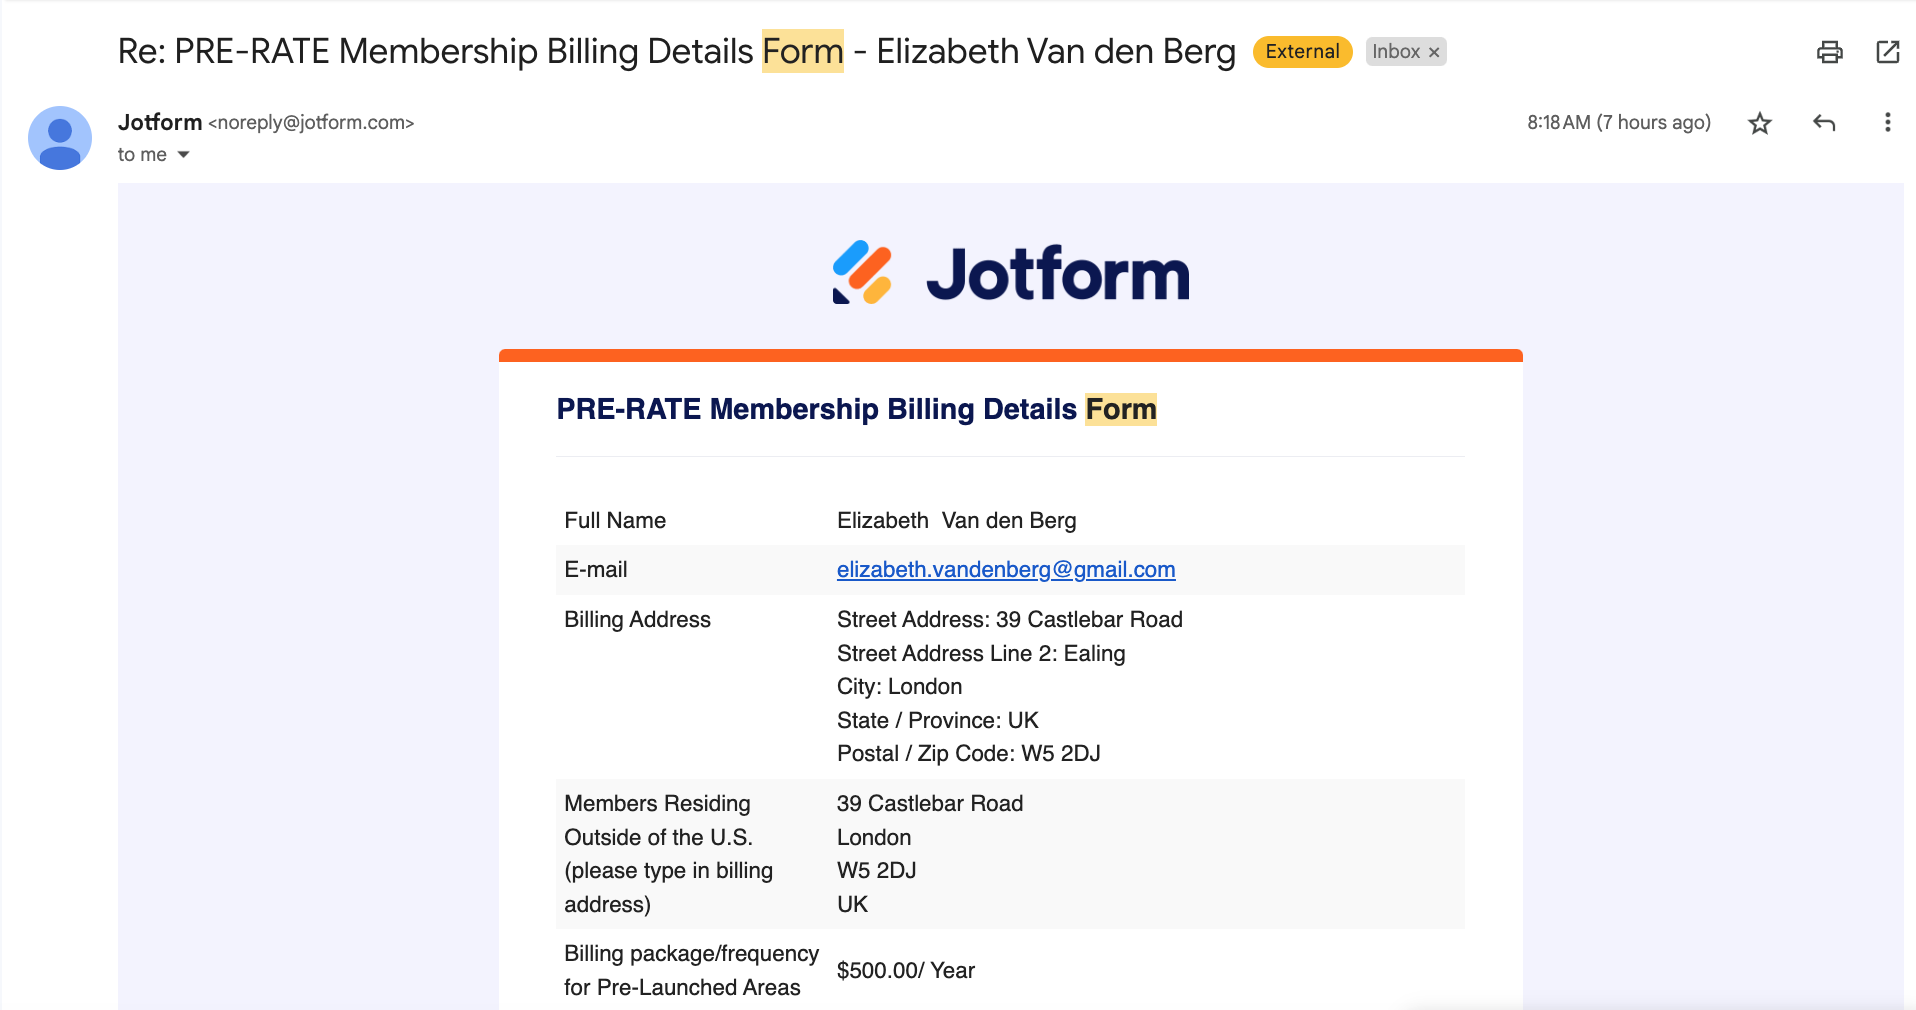 Re: PRE-RATE Membership Billing Details Form - Elizabeth Van den Berg External Inbox ×
Jotform <noreply@jotform.com> 8:18 AM (7 hours ago)
to me
Jotform
PRE-RATE Membership Billing Details Form
Full Name Elizabeth Van den Berg
E-mail elizabeth.vandenberg@gmail.com
Billing Address Street Address: 39 Castlebar Road
Street Address Line 2: Ealing
City: London
State / Province: UK
Postal / Zip Code: W5 2DJ
Members Residing 39 Castlebar Road
Outside of the U.S. London
(please type in billing W5 2DJ
address) UK
Billing package/frequency
$500.00/ Year
for Pre-Launched Areas